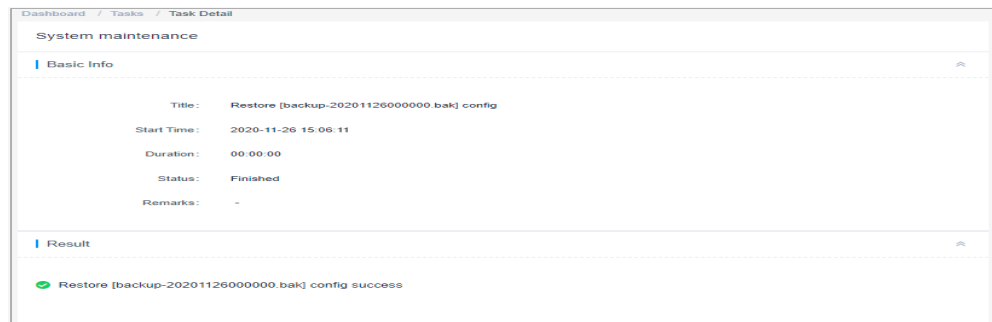 Dashboard / Tasks / Task Detail
System maintenance
Basic Info
Title: Restore [backup-20201126000000.bak] config
Start Time: 2020-11-26 15:06:11
Duration: 00:00:00
Status: Finished
Remarks: -
Result
Restore [backup-20201126000000.bak] config success